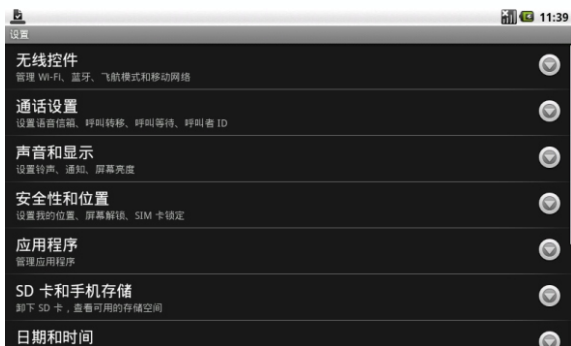 11:39
设置
无线控件
管理 Wi-Fi、蓝牙、飞航模式和移动网络
通话设置
设置语音信箱、呼叫转移、呼叫等待、呼叫者 ID
声音和显示
设置铃声、通知、屏幕亮度
安全性和位置
设置我的位置、屏幕解锁、SIM 卡锁定
应用程序
管理应用程序
SD 卡和手机存储
卸下 SD 卡，查看可用的存储空间
日期和时间